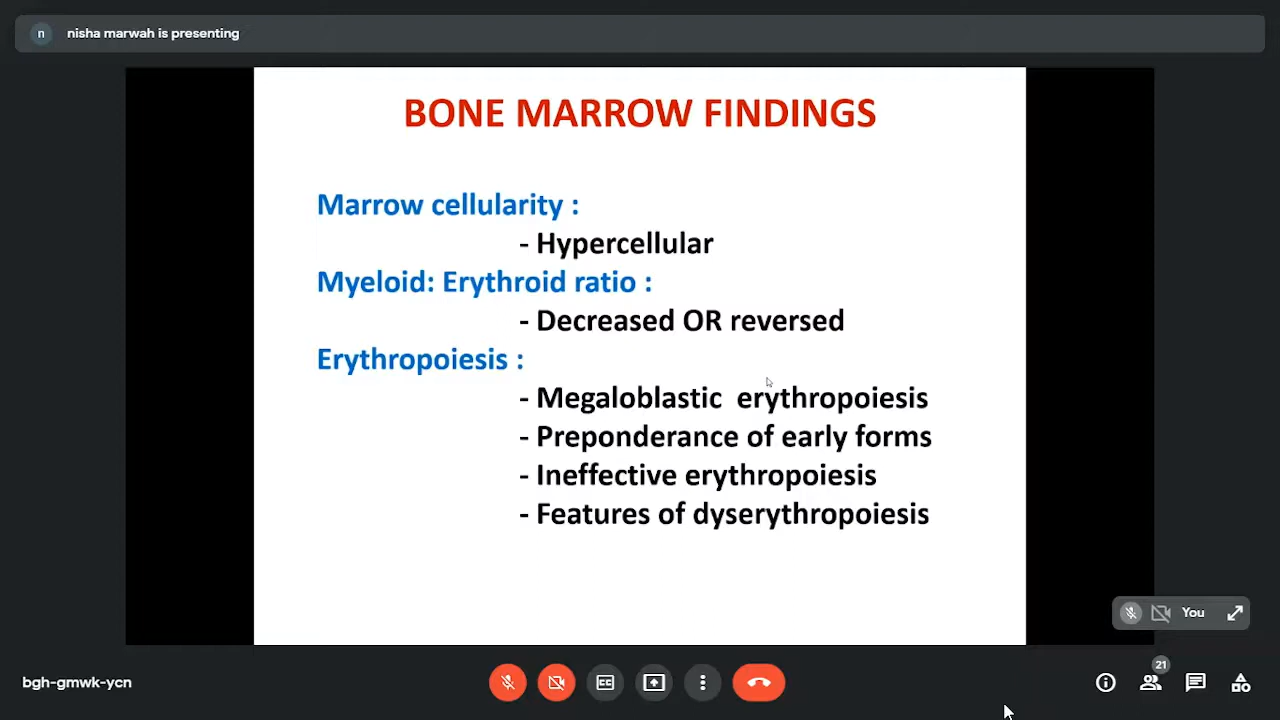 n nisha marwah is presenting
BONE MARROW FINDINGS
Marrow cellularity :
- Hypercellular
Myeloid: Erythroid ratio :
- Decreased OR reversed
Erythropoiesis :
- Megaloblastic erythropoiesis
- Preponderance of early forms
- Ineffective erythropoiesis
- Features of dyserythropoiesis
You
bgh-gmwk-ycn
CC
21